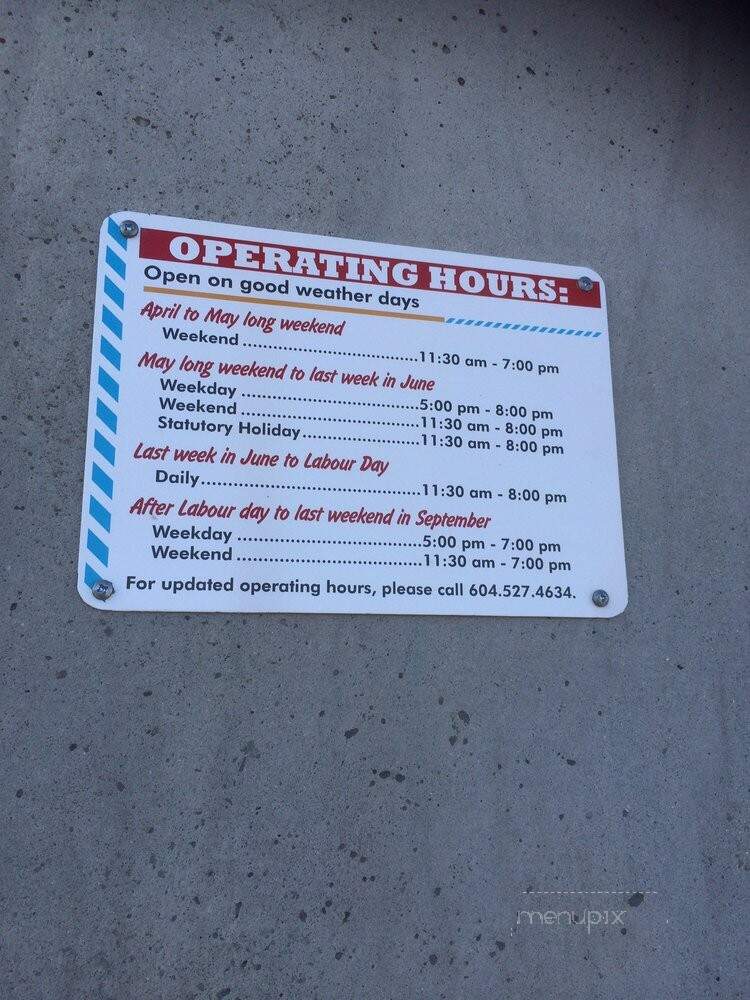 OPERATING HOURS:
Open on good weather days
April to May long weekend
Weekend ........................................11:30 am - 7:00 pm
May long weekend to last week in June
Weekday ........................................5:00 pm - 8:00 pm
Weekend ........................................11:30 am - 8:00 pm
Statutory Holiday...........................11:30 am - 8:00 pm
Last week in June to Labour Day
Daily..................................................11:30 am - 8:00 pm
After Labour day to last weekend in September
Weekday ..........................................5:00 pm - 7:00 pm
Weekend ..........................................11:30 am - 7:00 pm
For updated operating hours, please call 604.527.4634.
menupix